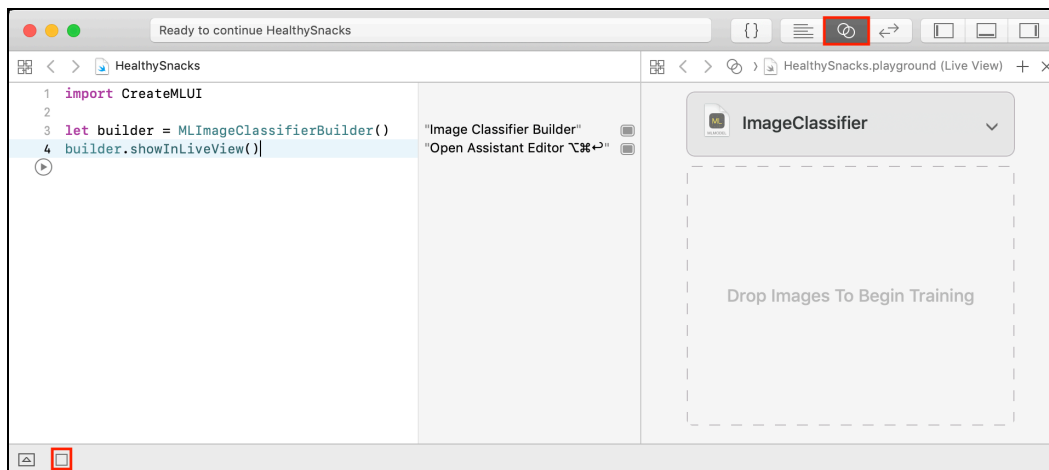 Ready to continue HealthySnacks
{}
HealthySnacks
HealthySnacks.playground (Live View)
1 import CreateMLUI
2
3 let builder = MLImageClassifierBuilder()
4 builder.showInLiveView()
"Image Classifier Builder"
"Open Assistant Editor ⌥⌘↩"
ML
ImageClassifier
Drop Images To Begin Training